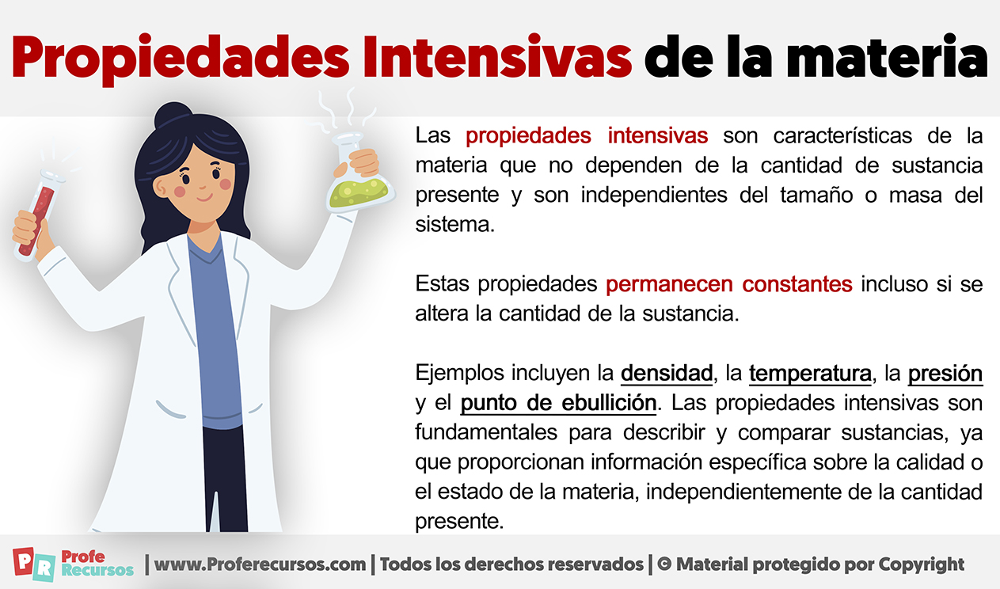 Propiedades Intensivas de la materia
Las propiedades intensivas son características de la
materia que no dependen de la cantidad de sustancia
presente y son independientes del tamaño o masa del
sistema.
Estas propiedades permanecen constantes incluso si se
altera la cantidad de la sustancia.
Ejemplos incluyen la densidad, la temperatura, la presión
y el punto de ebullición. Las propiedades intensivas son
fundamentales para describir y comparar sustancias, ya
que proporcionan información específica sobre la calidad o
el estado de la materia, independientemente de la cantidad
presente.
PR Profe
Recursos | www.Proferecursos.com | Todos los derechos reservados | © Material protegido por Copyright